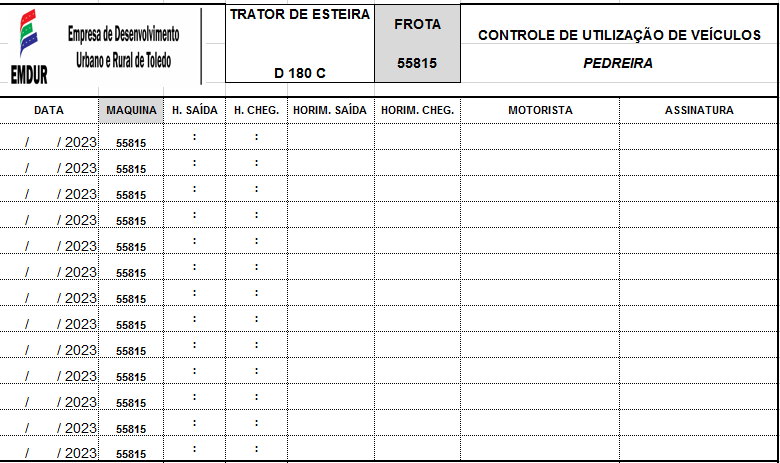 EMDUR
Empresa de Desenvolvimento
Urbano e Rural de Toledo
TRATOR DE ESTEIRA
D 180 C
FROTA
55815
CONTROLE DE UTILIZAÇÃO DE VEÍCULOS
PEDREIRA
DATA MAQUINA H. SAÍDA H. CHEG. HORIM. SAÍDA HORIM. CHEG. MOTORISTA ASSINATURA
/ / 2023 55815 : :
/ / 2023 55815 : :
/ / 2023 55815 : :
/ / 2023 55815 : :
/ / 2023 55815 : :
/ / 2023 55815 : :
/ / 2023 55815 : :
/ / 2023 55815 : :
/ / 2023 55815 : :
/ / 2023 55815 : :
/ / 2023 55815 : :
/ / 2023 55815 : :
/ / 2023 55815 : :